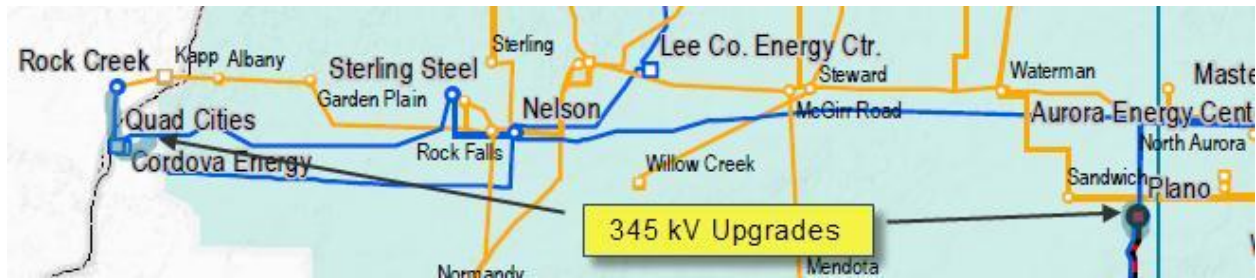 Sterling
Lee Co. Energy Ctr.
Rock Creek
Kapp
Albany
Sterling Steel
Steward
Waterman
Garden Plain
Nelson
McGirr Road
Quad Cities
Aurora Energy Cent
Rock Falls
North Aurora
Cordova Energy
Willow Creek
Sandwich
Plano
345 kV Upgrades
Mendota
Normandy